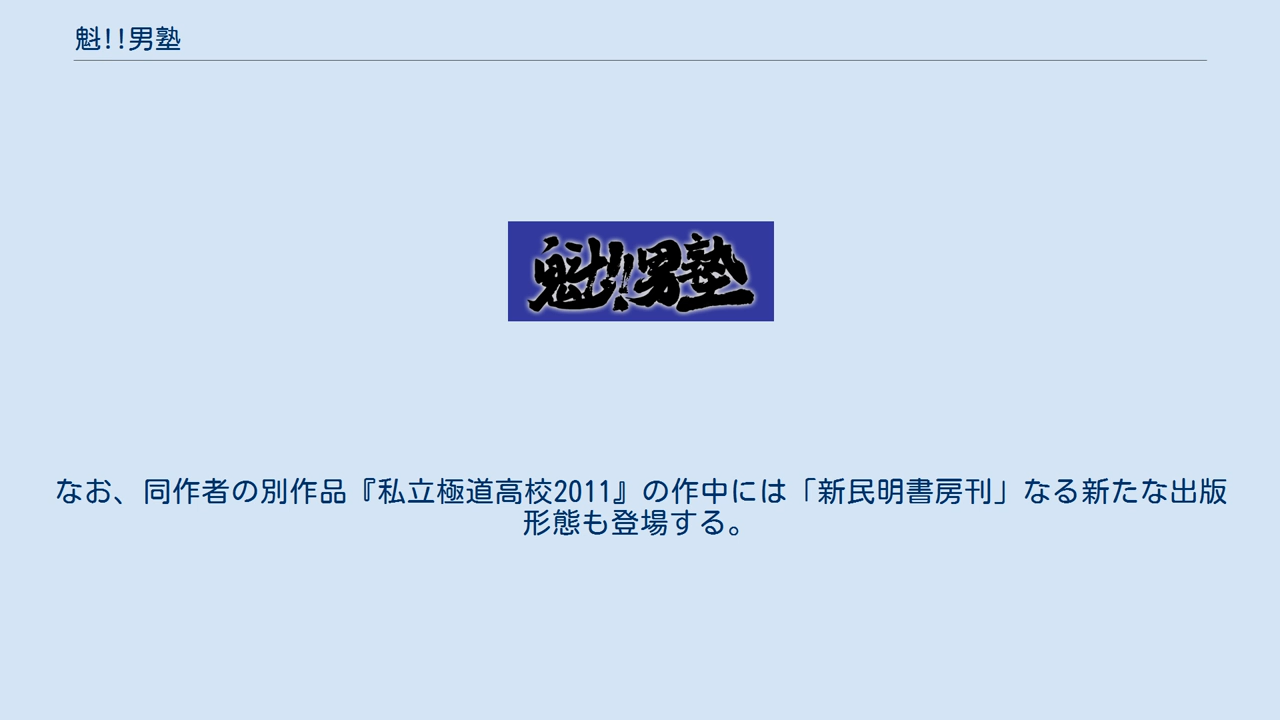 魁!!男塾
魁!!男塾
なお、同作者の別作品『私立極道高校2011』の作中には「新民明書房刊」なる新たな出版
形態も登場する。